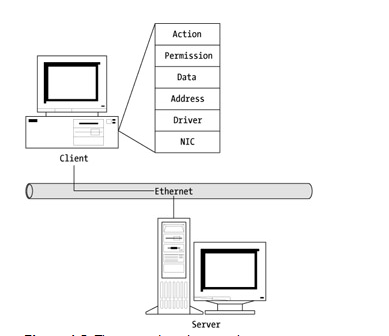 Action
Permission
Data
Address
Driver
NIC
Client
Ethernet
Server